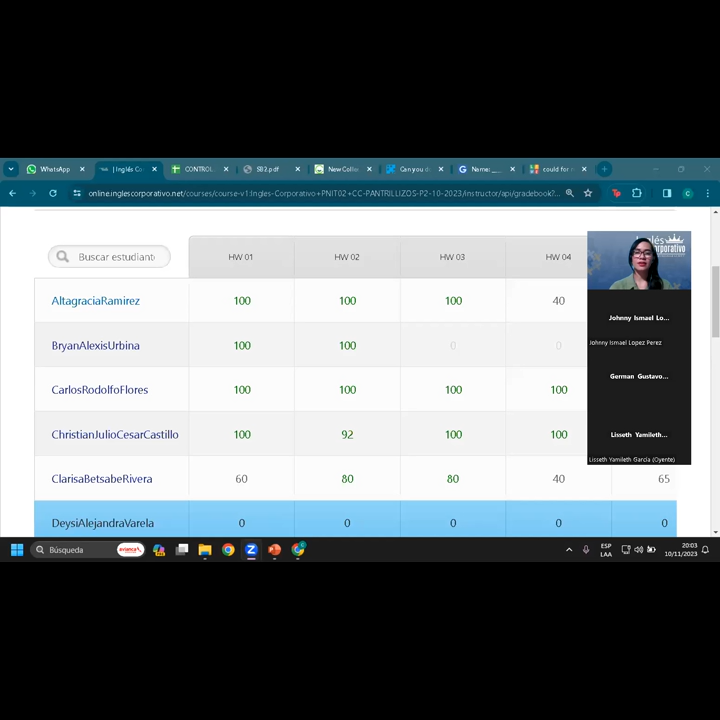 WhatsApp
| Inglés Co
CONTROL
SB2.pdf
New Colle
Can you d
Name: ___
could for
online.inglescorporativo.net/courses/course-v1:Ingles-Corporativo+PNIT02+CC-PANTRILLIZOS-P2-10-2023/instructor/api/gradebook?...
Buscar estudiant
HW 01 HW 02 HW 03 HW 04
AltagraciaRamirez 100 100 100 40
BryanAlexisUrbina 100 100 0 0
CarlosRodolfoFlores 100 100 100 100
ChristianJulioCesarCastillo 100 92 100 100
ClarisaBetsabeRivera 60 80 80 40 65
DeysiAlejandraVarela 0 0 0 0 0
Johnny Ismael Lo...
Johnny Ismael Lopez Perez
German Gustavo...
Lisseth Yamileth...
Lisseth Yamileth García (Oyente)
Búsqueda
avianca
ESP
LAA
20:03
10/11/2023